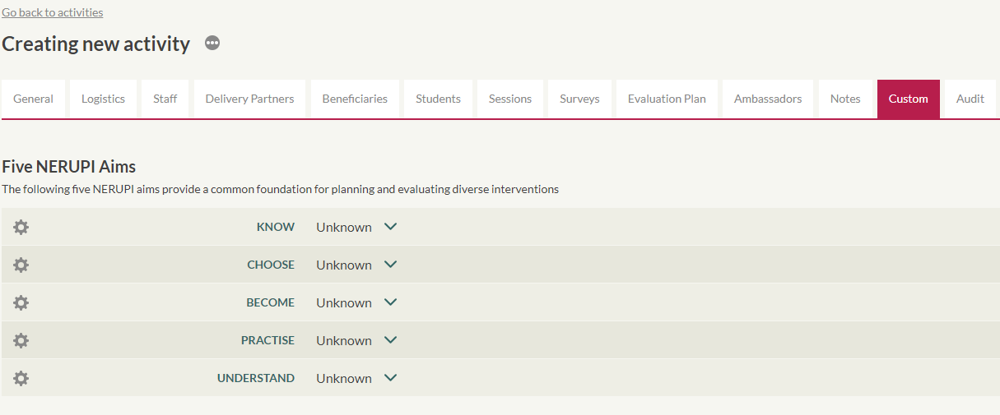 Go back to activities
Creating new activity
General Logistics Staff Delivery Partners Beneficiaries Students Sessions Surveys Evaluation Plan Ambassadors Notes Custom Audit
Five NERUPI Aims
The following five NERUPI aims provide a common foundation for planning and evaluating diverse interventions
KNOW Unknown
CHOOSE Unknown
BECOME Unknown
PRACTISE Unknown
UNDERSTAND Unknown